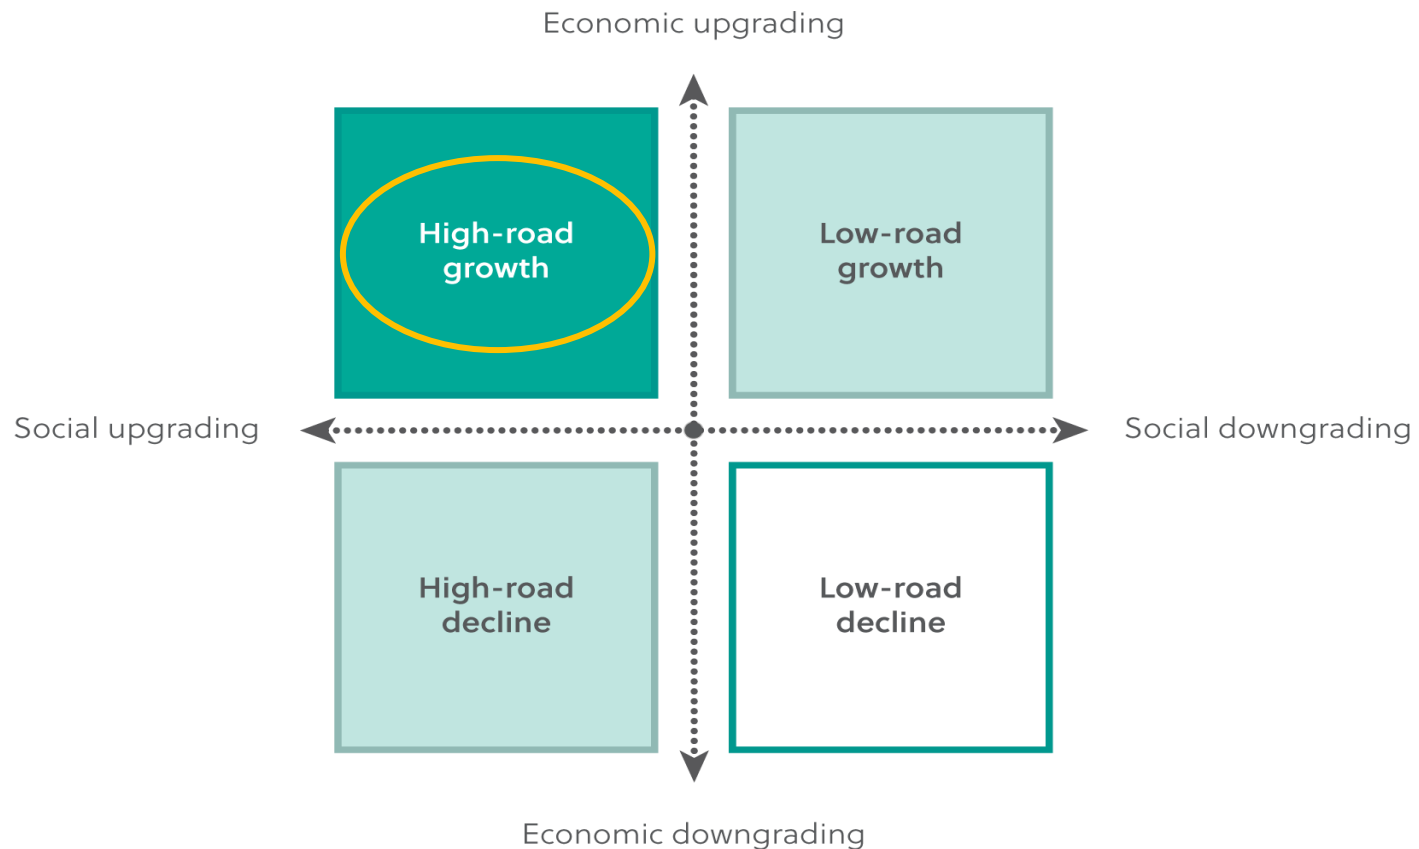 Economic upgrading
High-road
growth
Low-road
growth
Social upgrading
Social downgrading
High-road
decline
Low-road
decline
Economic downgrading